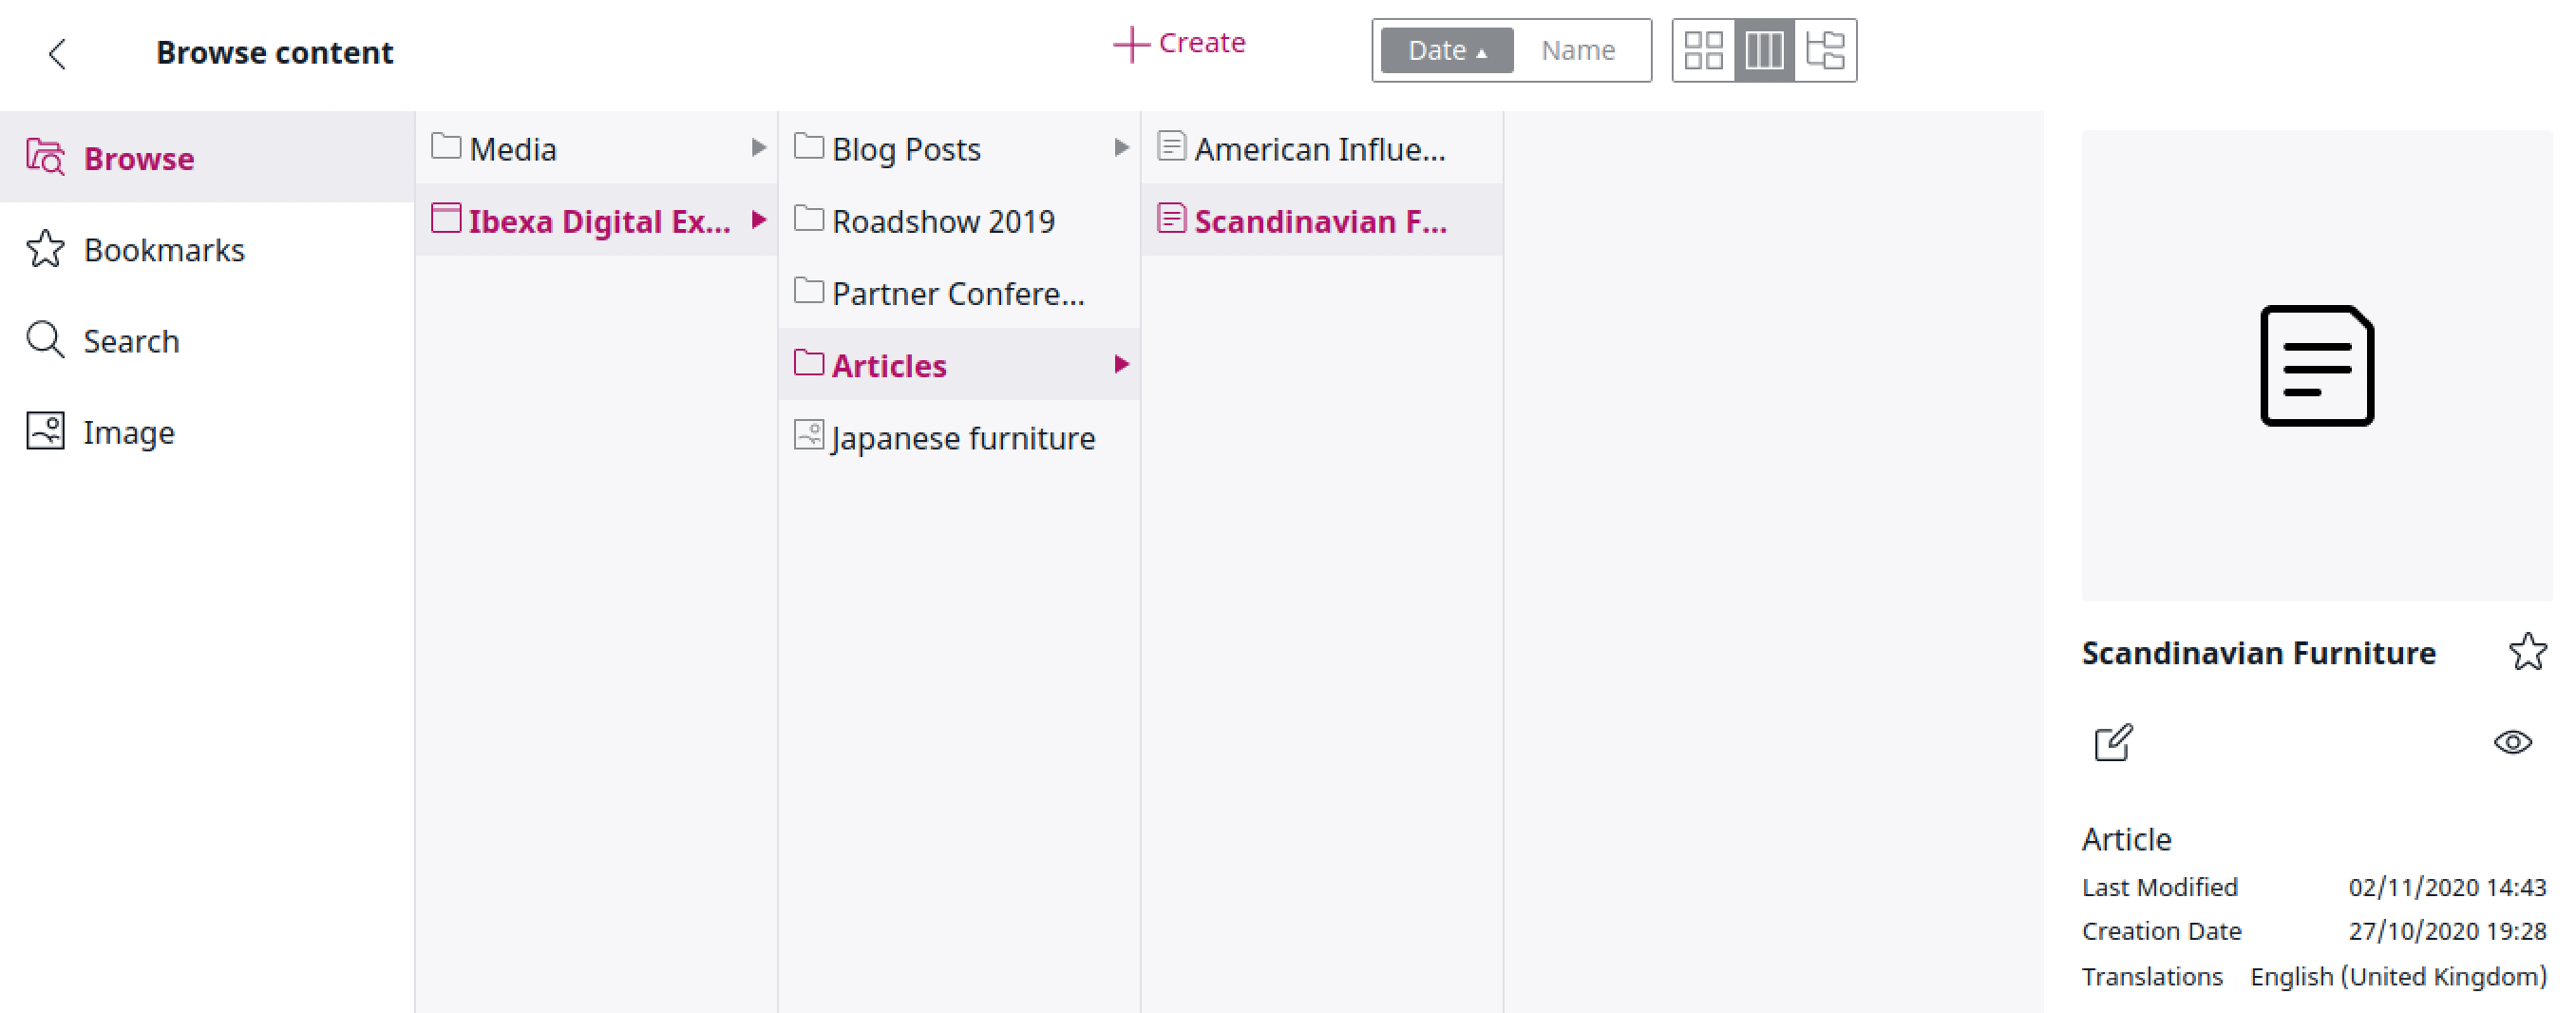 Browse content
Create
Date
Name
Browse
Bookmarks
Search
Image
Media
Ibexa Digital Ex...
Blog Posts
Roadshow 2019
Partner Confere...
Articles
Japanese furniture
American Influe...
Scandinavian F...
Scandinavian Furniture
Article
Last Modified 02/11/2020 14:43
Creation Date 27/10/2020 19:28
Translations English (United Kingdom)